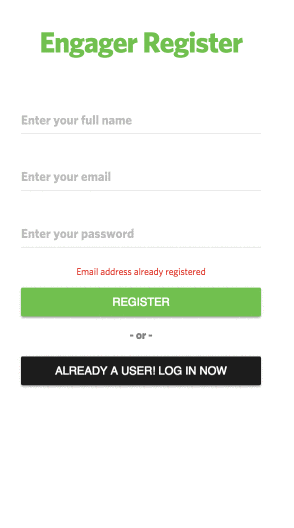 Engager Register
Enter your full name
Enter your email
Enter your password
Email address already registered
REGISTER
- or -
ALREADY A USER! LOG IN NOW